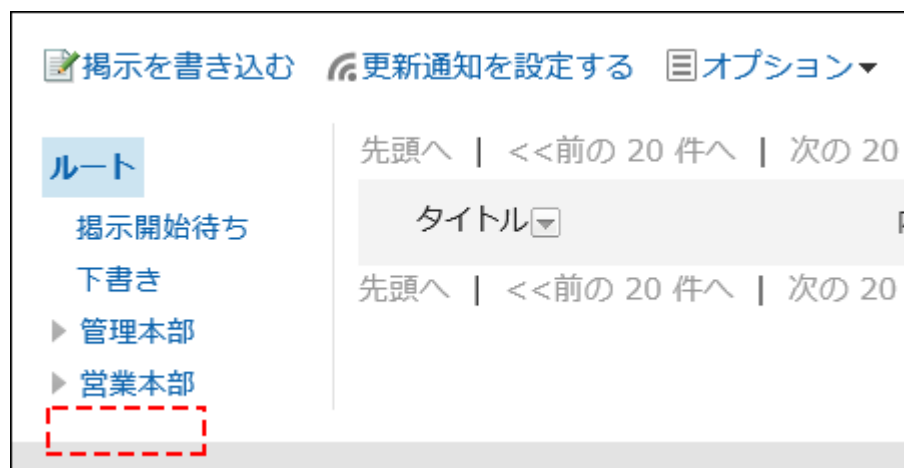 掲示を書き込む 更新通知を設定する オプション▼
先頭へ | <<前の 20 件へ | 次の 20
ルート
タイトル
掲示開始待ち
下書き
先頭へ | <<前の 20 件へ | 次の 20
管理本部
営業本部